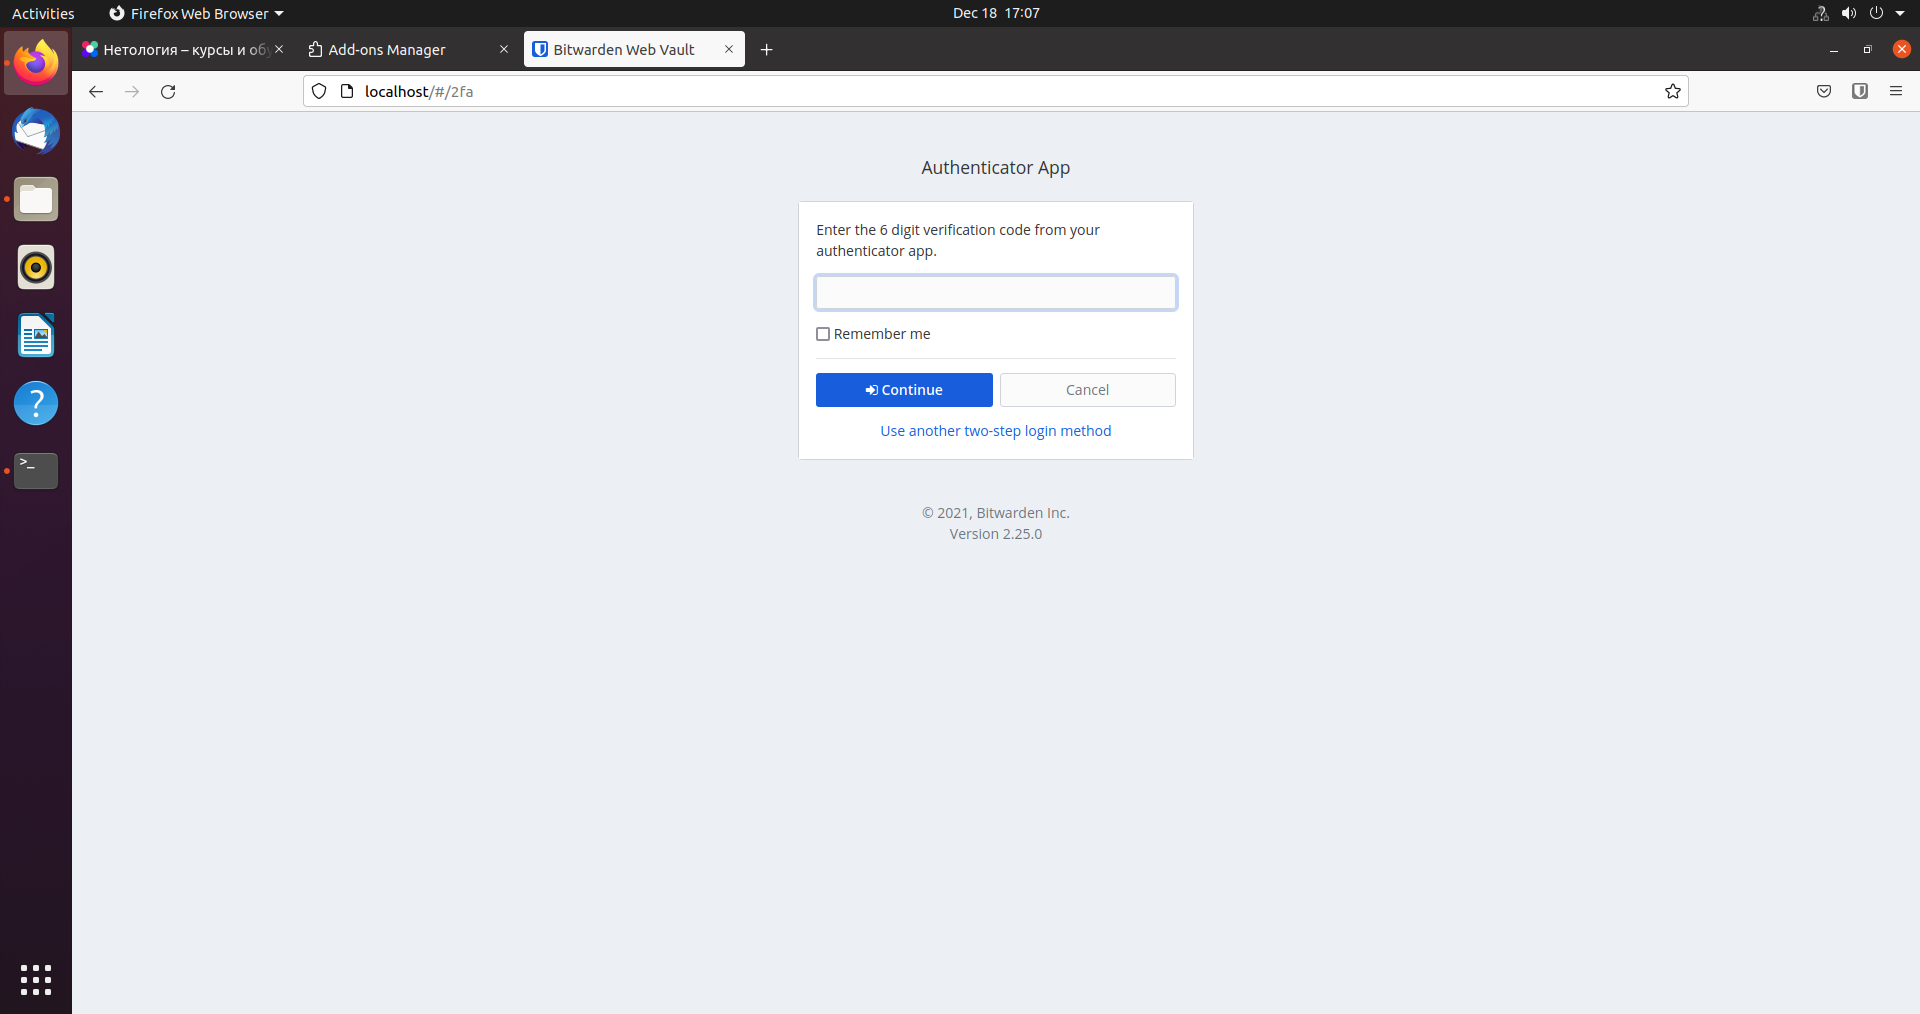 Activities
Firefox Web Browser
Dec 18 17:07
Нетология – курсы и обу
Add-ons Manager
Bitwarden Web Vault
localhost/#/2fa
Authenticator App
Enter the 6 digit verification code from your
authenticator app.
Remember me
Continue
Cancel
Use another two-step login method
© 2021, Bitwarden Inc.
Version 2.25.0